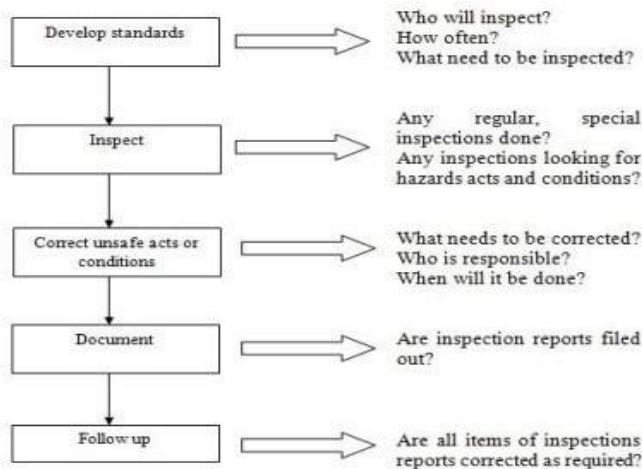 Develop standards
Who will inspect?
How often?
What need to be inspected?
Inspect
Any regular, special
inspections done?
Any inspections looking for
hazards acts and conditions?
Correct unsafe acts or
conditions
What needs to be corrected?
Who is responsible?
When will it be done?
Document
Are inspection reports filed
out?
Follow up
Are all items of inspections
reports corrected as required?